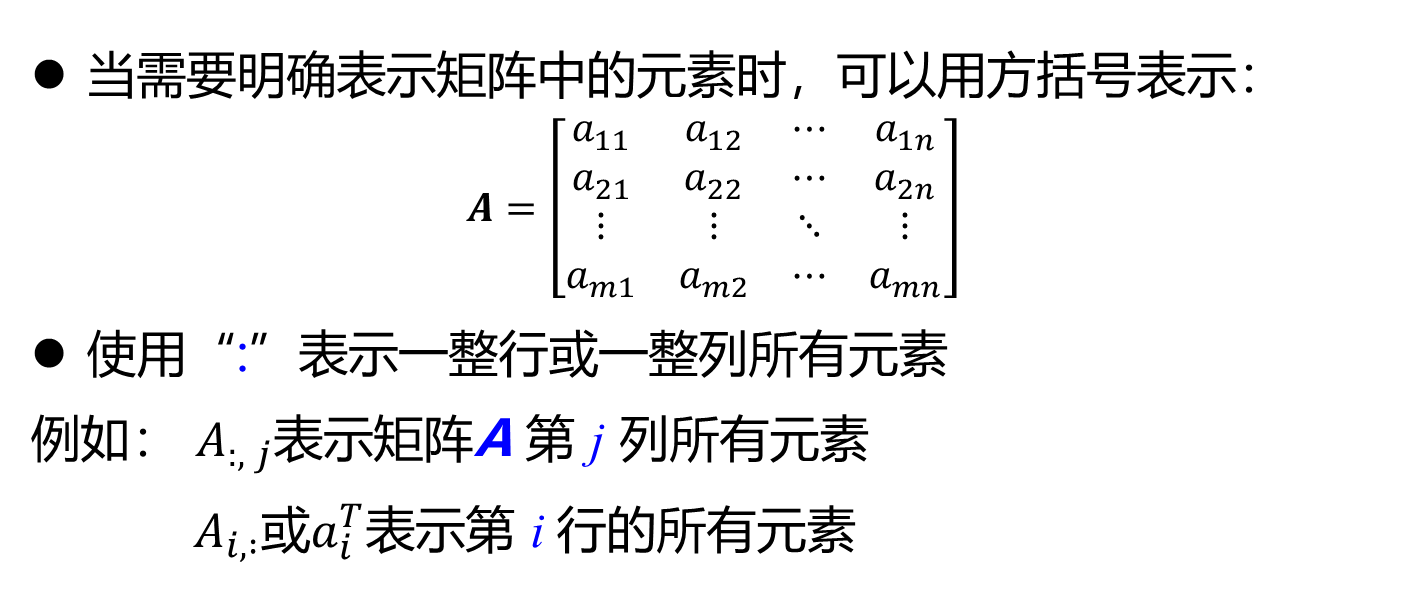 ● 当需要明确表示矩阵中的元素时，可以用方括号表示：
a₁₁ a₁₂ ⋯ a₁ₙ
a₂₁ a₂₂ ⋯ a₂ₙ
A =
⋮ ⋮ ⋱ ⋮
aₘ₁ aₘ₂ ⋯ aₘₙ
● 使用“:”表示一整行或一整列所有元素
例如： A_{:, j}表示矩阵A 第 j 列所有元素
A_{i,:}或a_i^T表示第 i 行的所有元素